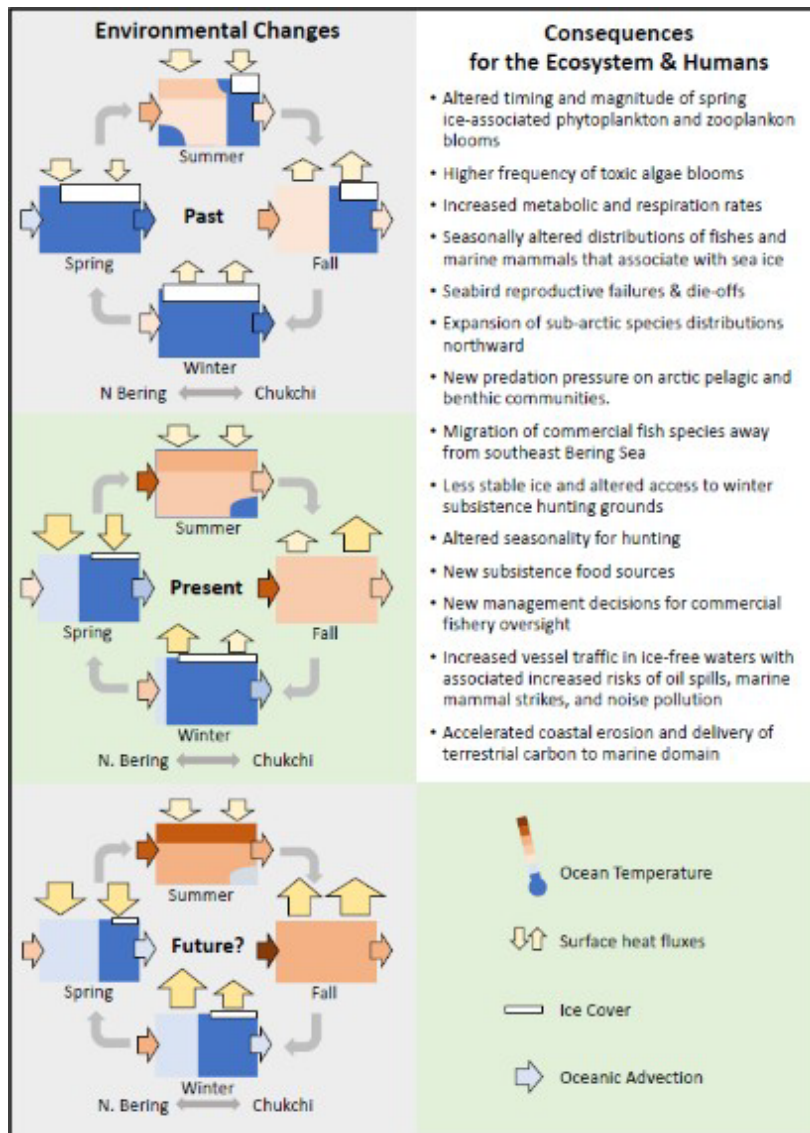 Environmental Changes
Summer
Past
Spring
Fall
Winter
N Bering
Chukchi
Summer
Present
Spring
Fall
Winter
N. Bering
Chukchi
Summer
Future?
Spring
Fall
Winter
N. Bering
Chukchi
Consequences
for the Ecosystem & Humans
• Altered timing and magnitude of spring
ice-associated phytoplankton and zooplankon
blooms
• Higher frequency of toxic algae blooms
• Increased metabolic and respiration rates
• Seasonally altered distributions of fishes and
marine mammals that associate with sea ice
• Seabird reproductive failures & die-offs
• Expansion of sub-arctic species distributions
northward
• New predation pressure on arctic pelagic and
benthic communities.
• Migration of commercial fish species away
from southeast Bering Sea
• Less stable ice and altered access to winter
subsistence hunting grounds
• Altered seasonality for hunting
• New subsistence food sources
• New management decisions for commercial
fishery oversight
• Increased vessel traffic in ice-free waters with
associated increased risks of oil spills, marine
mammal strikes, and noise pollution
• Accelerated coastal erosion and delivery of
terrestrial carbon to marine domain
Ocean Temperature
Surface heat fluxes
Ice Cover
Oceanic Advection